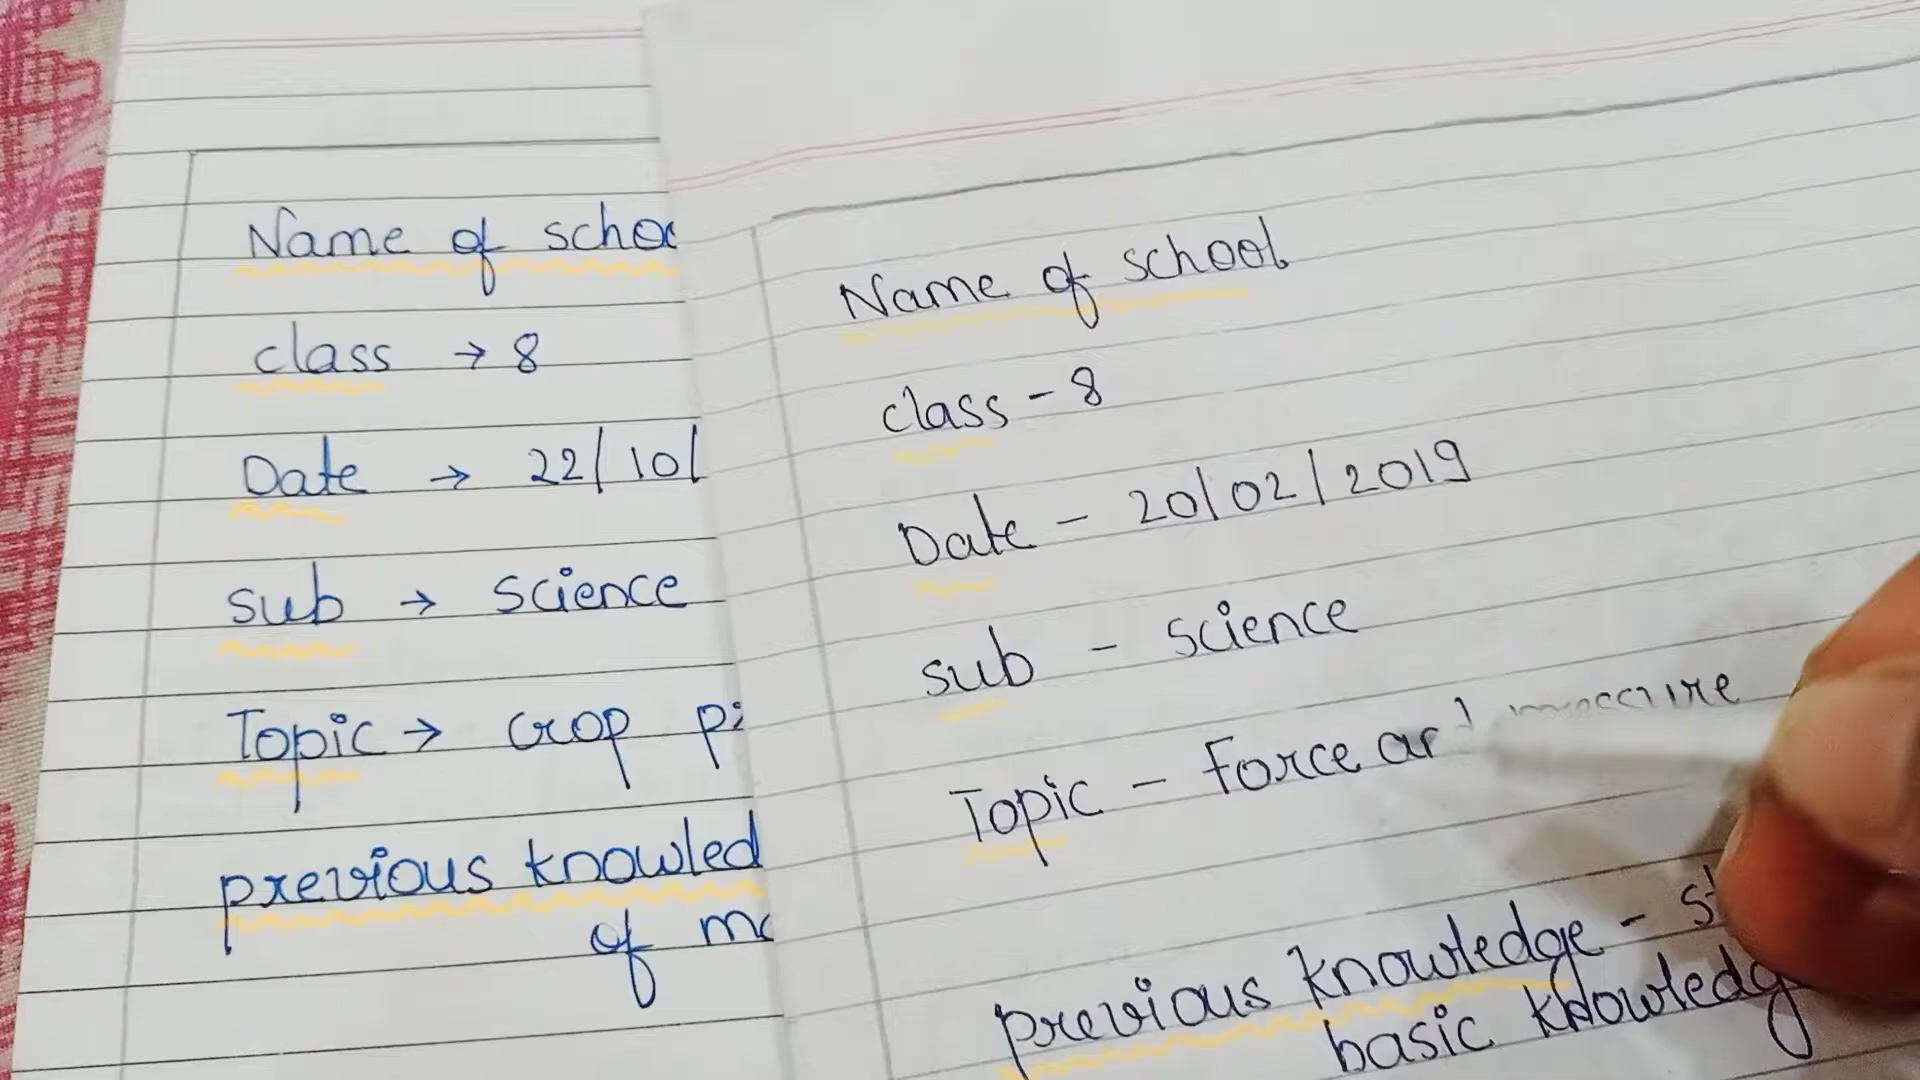 Name of schoo
class → 8
Date → 22/10/
sub → science
Topic → crop
previous knowled
of
Name of school
class - 8
Date - 20/02/2019
sub - science
Topic - Force
previous knowledge -
basic knowledg